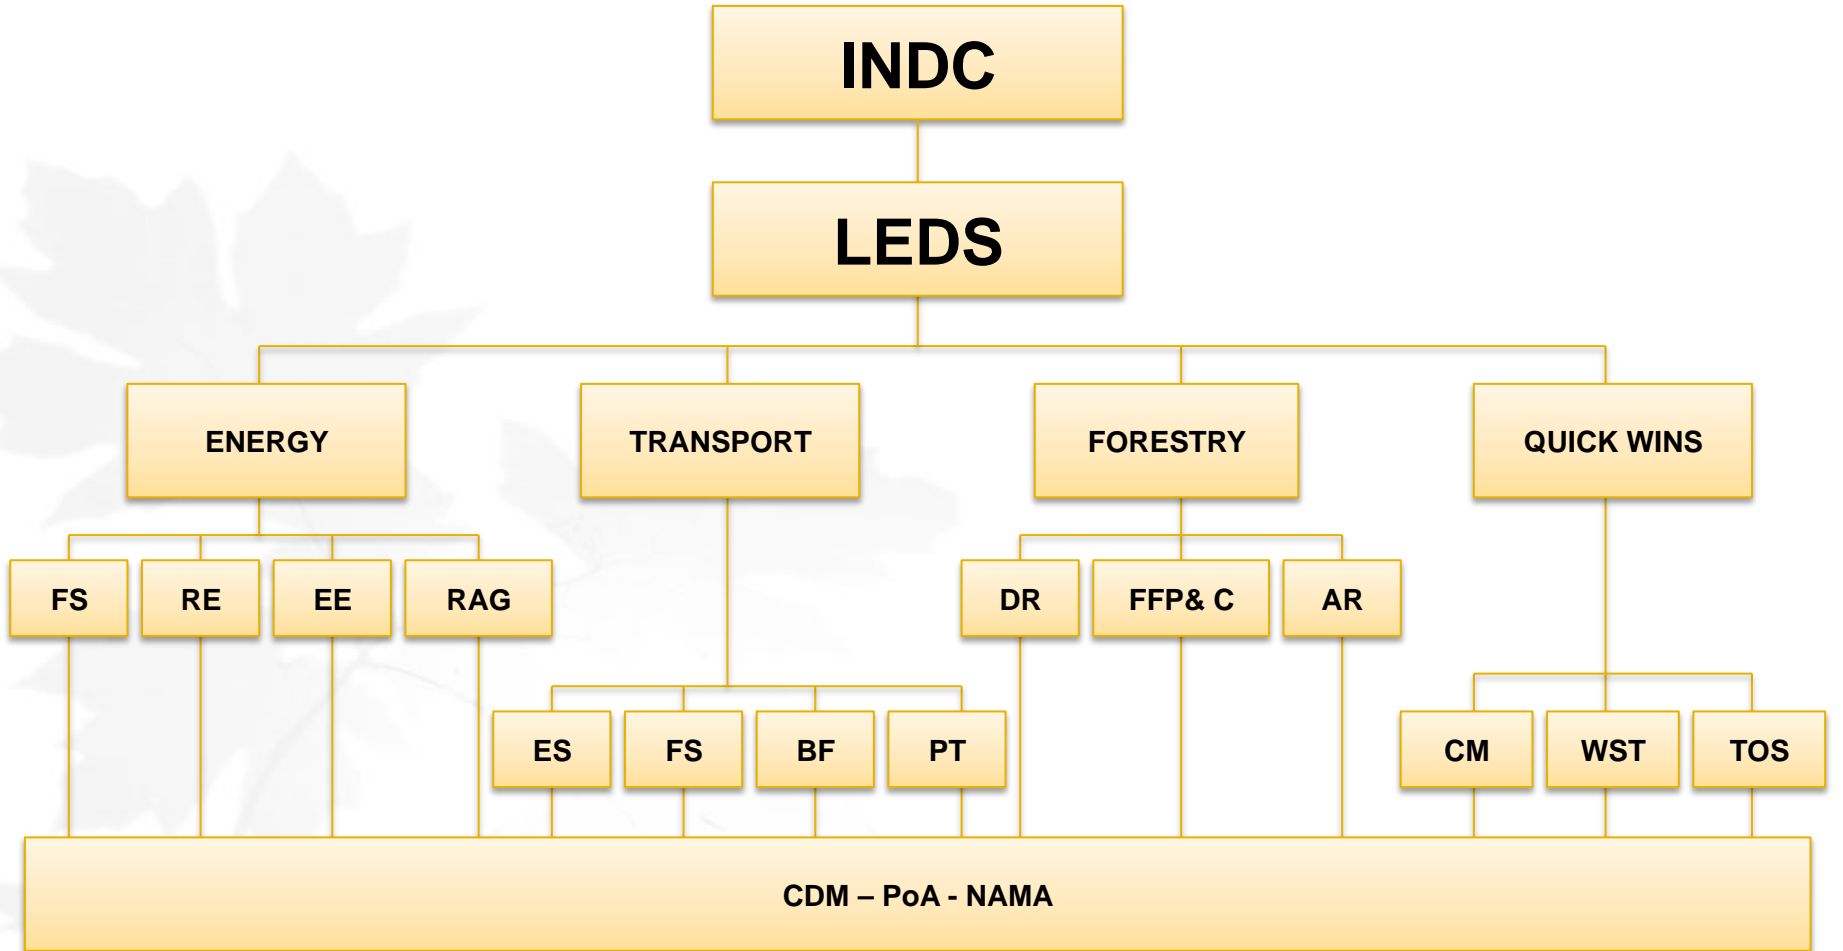 INDC
LEDS
ENERGY
TRANSPORT
FORESTRY
QUICK WINS
FS
RE
EE
RAG
DR
FFP& C
AR
ES
FS
BF
PT
CM
WST
TOS
CDM – PoA - NAMA